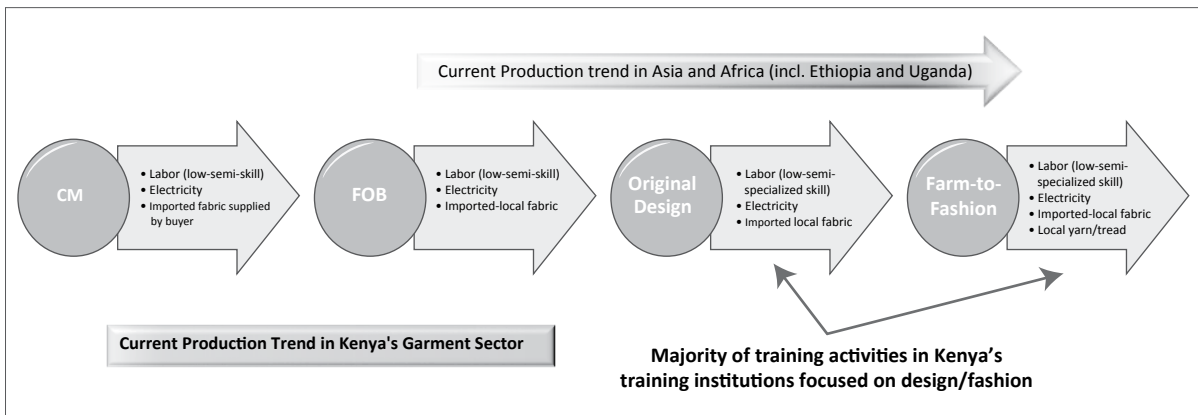 Current Production trend in Asia and Africa (incl. Ethiopia and Uganda)
CM
• Labor (low-semi-skill)
• Electricity
• Imported fabric supplied
by buyer
FOB
• Labor (low-semi-skill)
• Electricity
• Imported-local fabric
Original
Design
• Labor (low-semi-
specialized skill)
• Electricity
• Imported local fabric
Farm-to-
Fashion
• Labor (low-semi-
specialized skill)
• Electricity
• Imported-local fabric
• Local yarn/tread
Current Production Trend in Kenya's Garment Sector
Majority of training activities in Kenya’s
training institutions focused on design/fashion